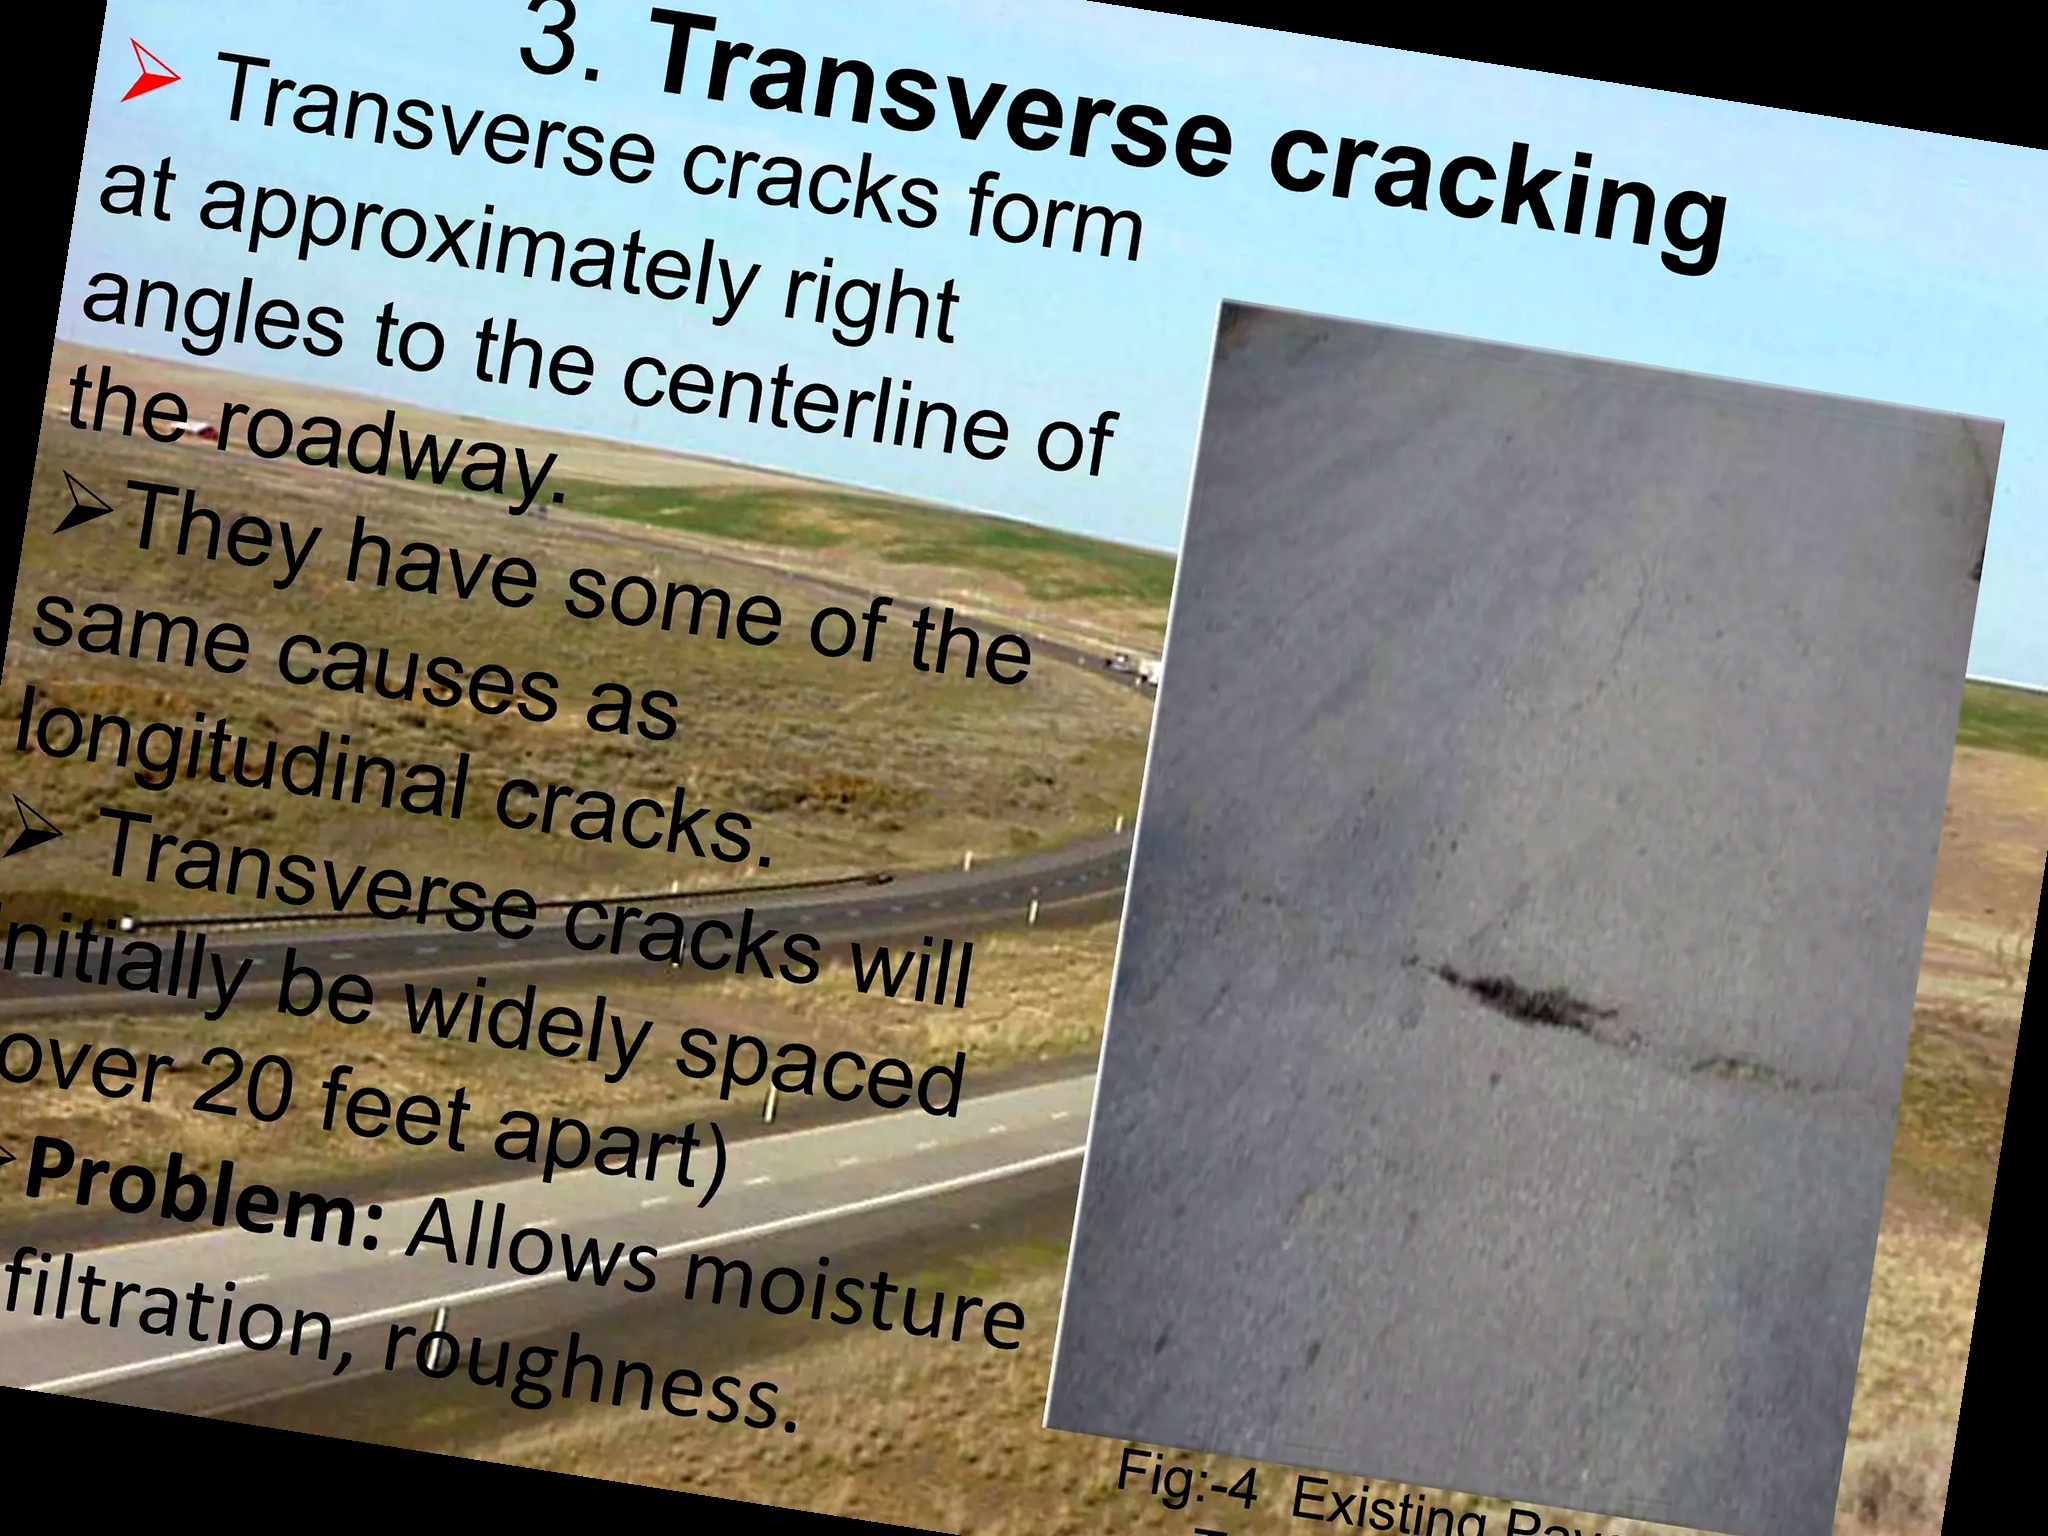 3. Transverse cracking
Transverse cracks form
at approximately right
angles to the centerline of
the roadway.
They have some of the
same causes as
longitudinal cracks.
Transverse cracks will
nitially be widely spaced
over 20 feet apart)
Problem: Allows moisture
filtration, roughness.
Fig:-4 Existing